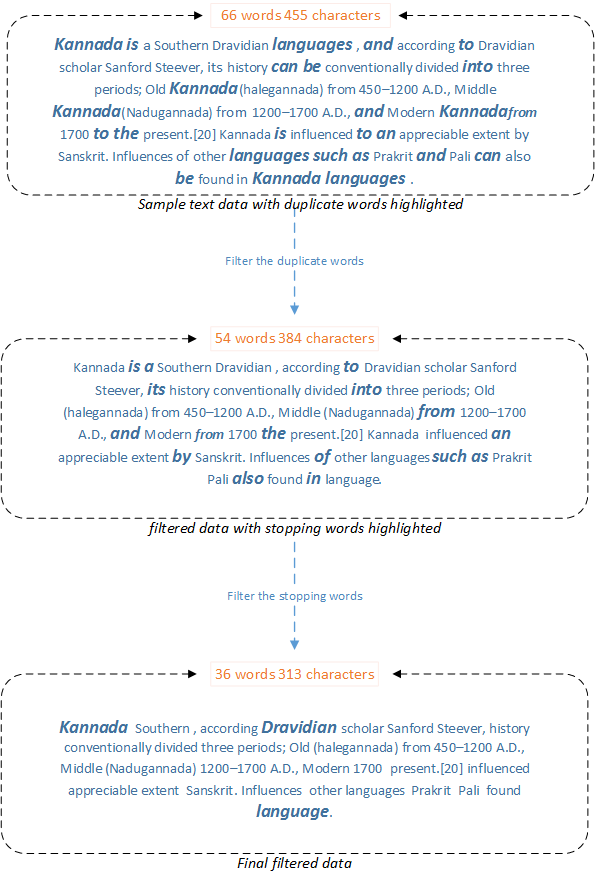 66 words 455 characters
Kannada is a Southern Dravidian languages , and according to Dravidian
scholar Sanford Steever, its history can be conventionally divided into three
periods; Old Kannada (halegannada) from 450–1200 A.D., Middle
Kannada (Nadugannada) from 1200–1700 A.D., and Modern Kannada from
1700 to the present.[20] Kannada is influenced to an appreciable extent by
Sanskrit. Influences of other languages such as Prakrit and Pali can also
be found in Kannada languages .
Sample text data with duplicate words highlighted
Filter the duplicate words
54 words 384 characters
Kannada is a Southern Dravidian , according to Dravidian scholar Sanford
Steever, its history conventionally divided into three periods; Old
(halegannada) from 450–1200 A.D., Middle (Nadugannada) from 1200–1700
A.D., and Modern from 1700 the present.[20] Kannada influenced an
appreciable extent by Sanskrit. Influences of other languages such as Prakrit
Pali also found in language.
filtered data with stopping words highlighted
Filter the stopping words
36 words 313 characters
Kannada Southern , according Dravidian scholar Sanford Steever, history
conventionally divided three periods; Old (halegannada) from 450–1200 A.D.,
Middle (Nadugannada) 1200–1700 A.D., Modern 1700 present.[20] influenced
appreciable extent Sanskrit. Influences other languages Prakrit Pali found
language.
Final filtered data